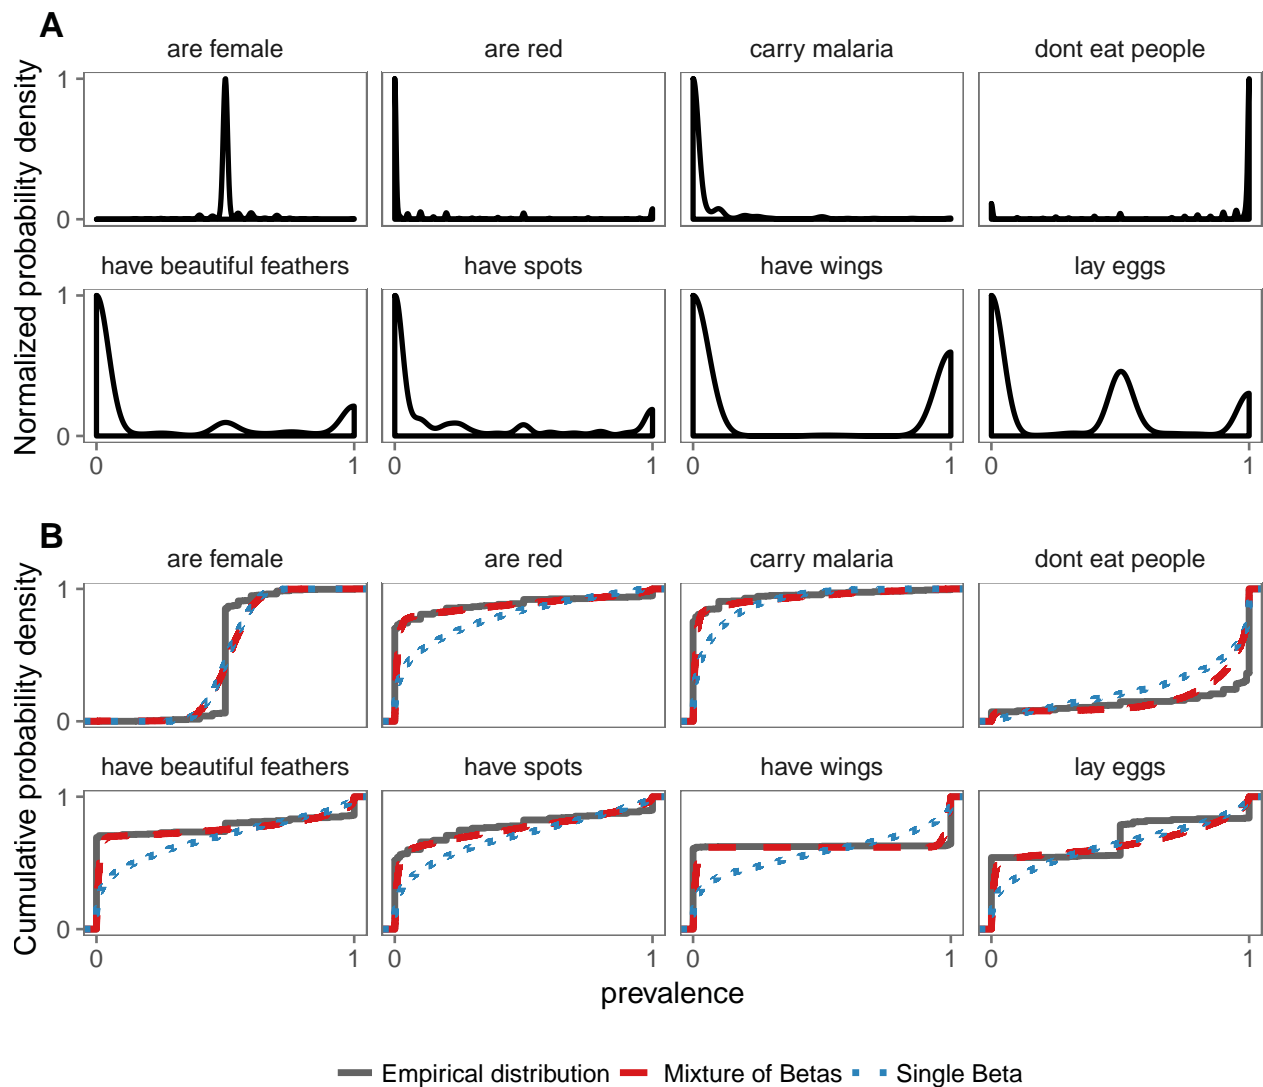 A
are female
are red
carry malaria
dont eat people
Normalized probability density
1
0
have beautiful feathers
have spots
have wings
lay eggs
1
0
0
1
0
1
0
1
0
1
B
are female
are red
carry malaria
dont eat people
Cumulative probability density
1
0
have beautiful feathers
have spots
have wings
lay eggs
1
0
0
1
0
1
0
1
0
1
prevalence
Empirical distribution
Mixture of Betas
Single Beta